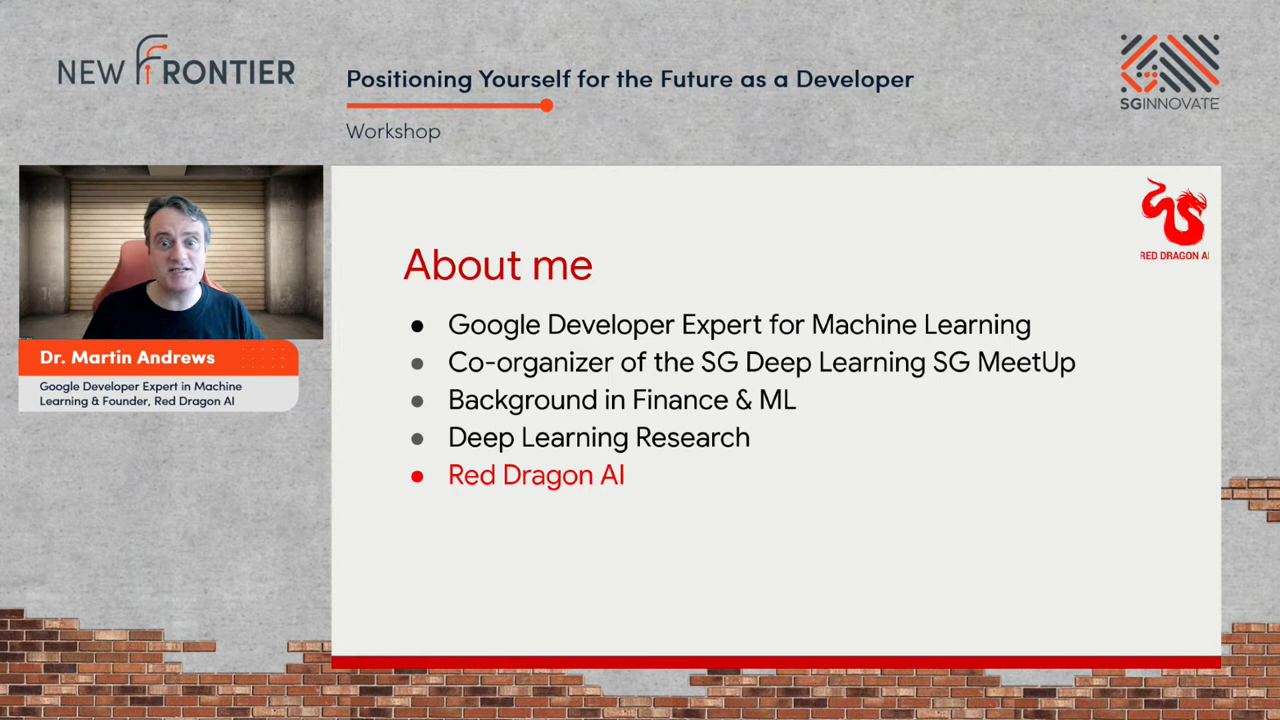 NEW FRONTIER
Positioning Yourself for the Future as a Developer
Workshop
SGINNOVATE
RED DRAGON AI
About me
Google Developer Expert for Machine Learning
Co-organizer of the SG Deep Learning SG MeetUp
Background in Finance & ML
Deep Learning Research
Red Dragon AI
Dr. Martin Andrews
Google Developer Expert in Machine
Learning & Founder, Red Dragon AI